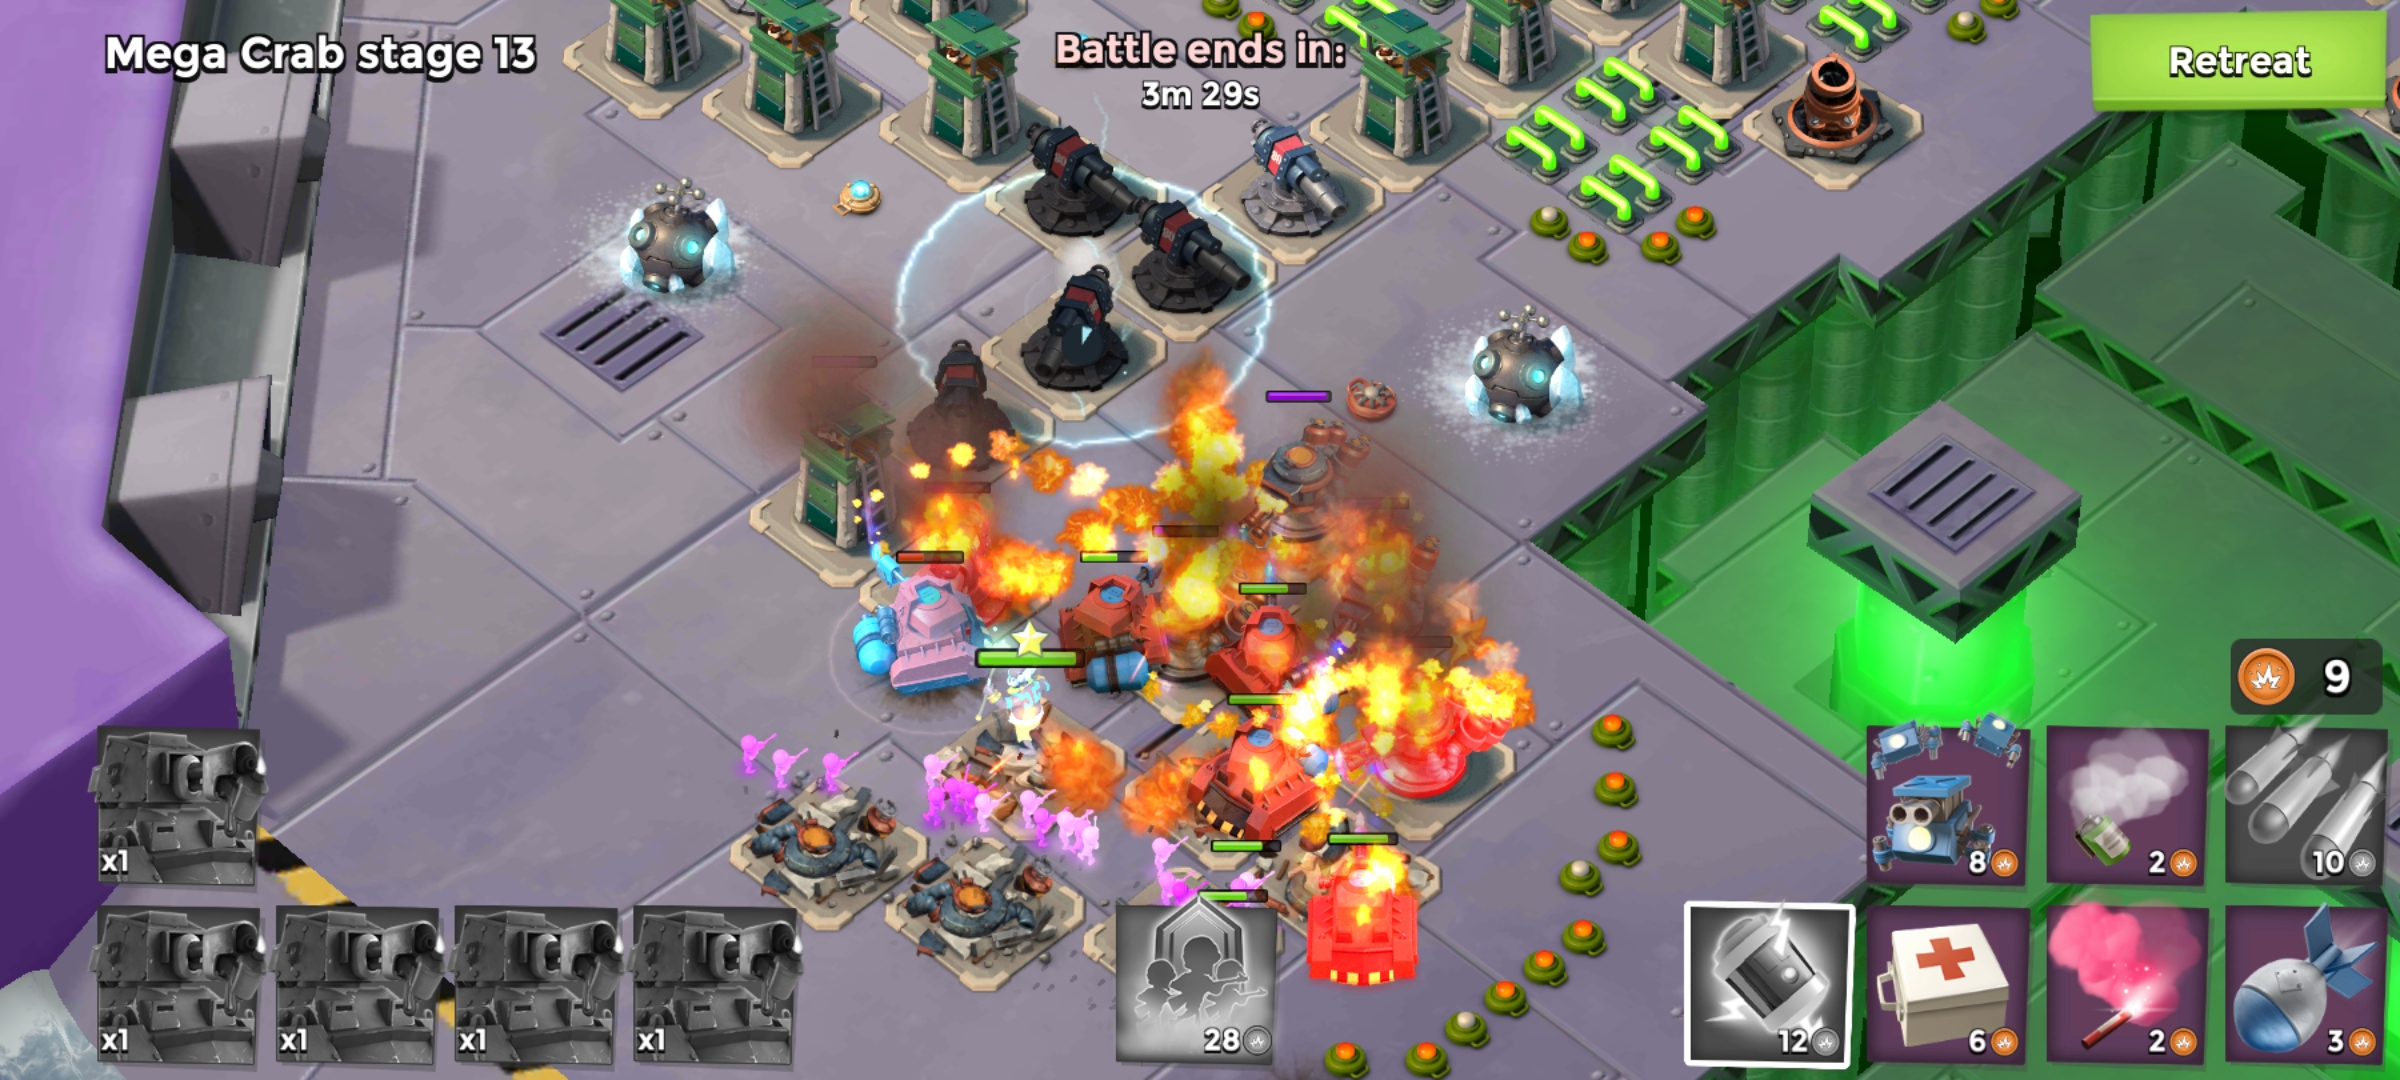 Mega Crab stage 13
Battle ends in:
3m 29s
Retreat
9
x1
8
2
10
x1
x1
x1
x1
28
12
6
2
3